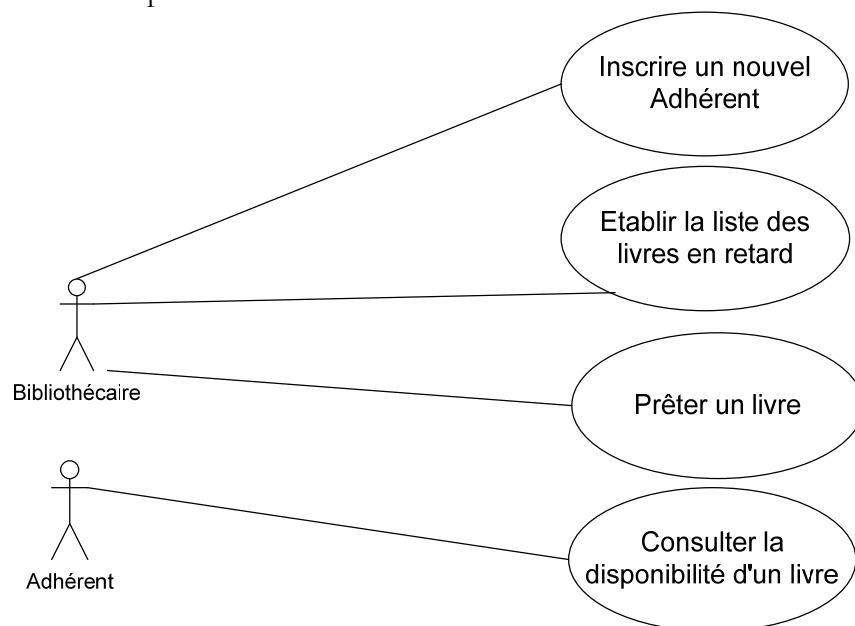 Inscrire un nouvel
Adhérent
Etablir la liste des
livres en retard
Bibliothécaire
Prêter un livre
Consulter la
disponibilité d'un livre
Adhérent